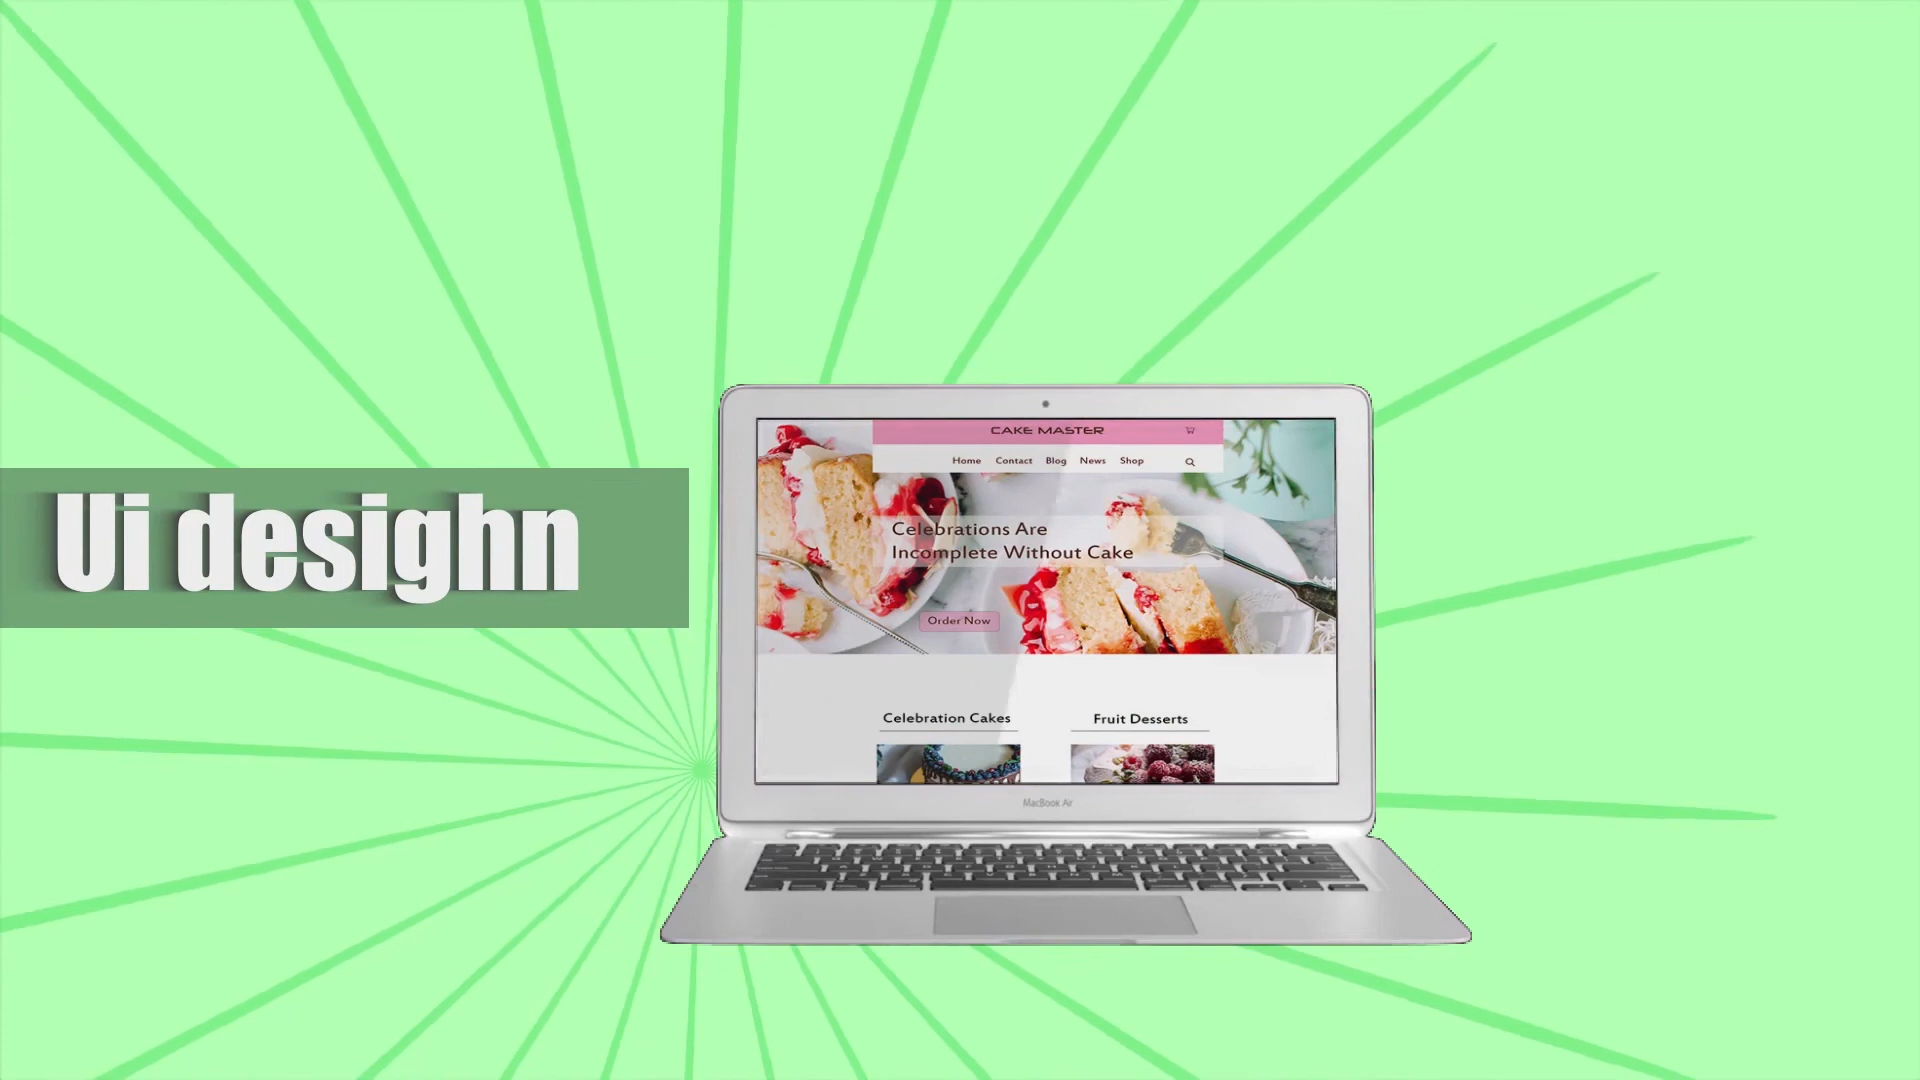 Ui desighn
CAKE MASTER
Home Contact Blog News Shop
Celebrations Are
Incomplete Without Cake
Order Now
Celebration Cakes
Fruit Desserts
MacBook Air